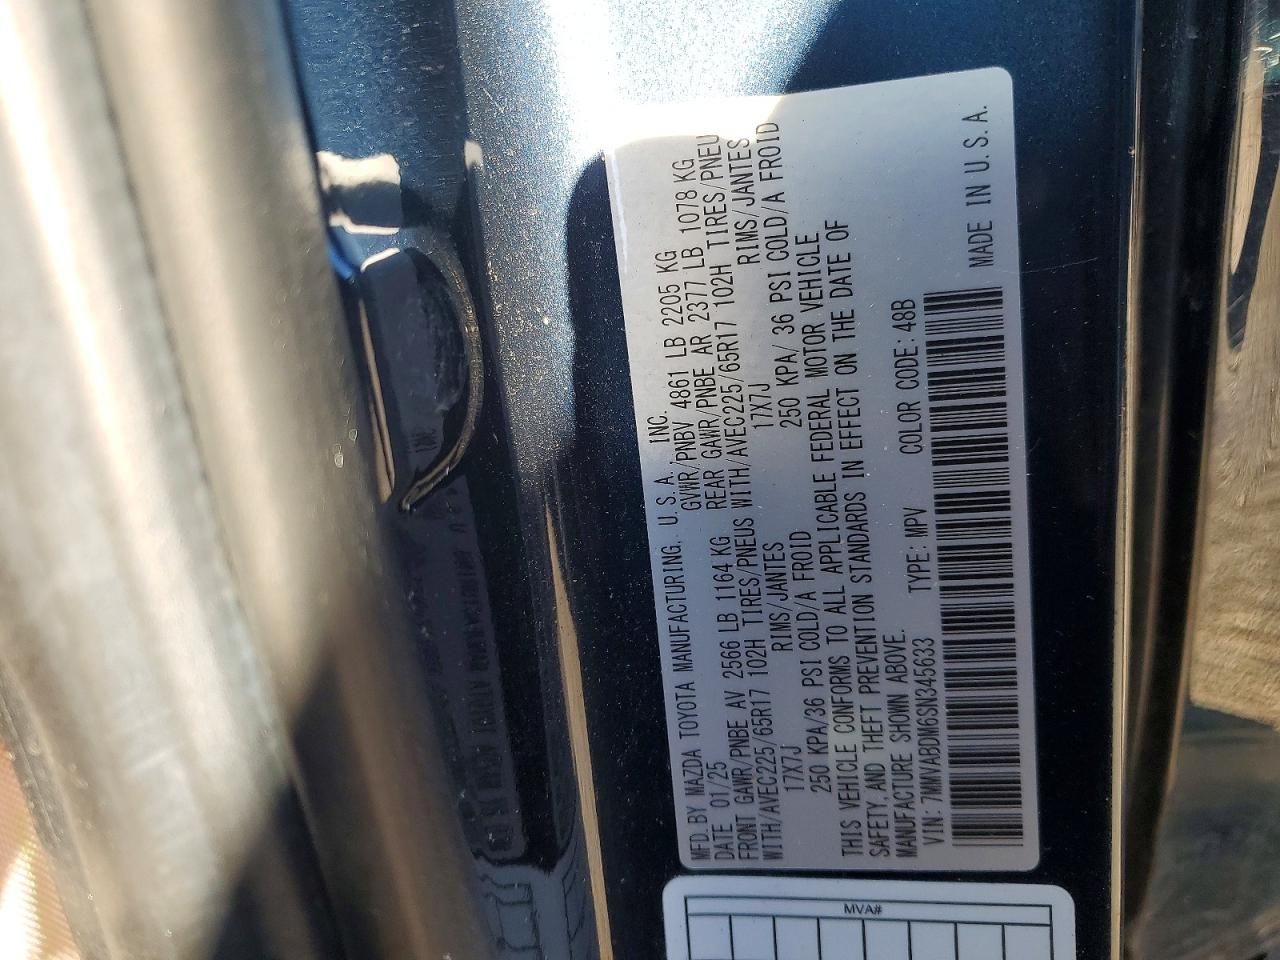 MFD. BY MAZDA TOYOTA MANUFACTURING, U. S. A., INC.
DATE 01/25 GVWR/PNBV 4861 LB 2205 KG
FRONT GAWR/PNBE AV 2566 LB 1164 KG REAR GAWR/PNBE AR 2377 LB 1078 KG
WITH/AVEC225/65R17 102H TIRES/PNEUS WITH/AVEC225/65R17 102H TIRES/PNEU
17X7J RIMS/JANTES 17X7J RIMS/JANTES
250 KPA/36 PSI COLD/A FROID 250 KPA/ 36 PSI COLD/A FROID
THIS VEHICLE CONFORMS TO ALL APPLICABLE FEDERAL MOTOR VEHICLE
SAFETY, AND THEFT PREVENTION STANDARDS IN EFFECT ON THE DATE OF
MANUFACTURE SHOWN ABOVE.
VIN: 7MMVABDM6SN345633 TYPE: MPV COLOR CODE: 48B
MADE IN U. S. A.
MVA#